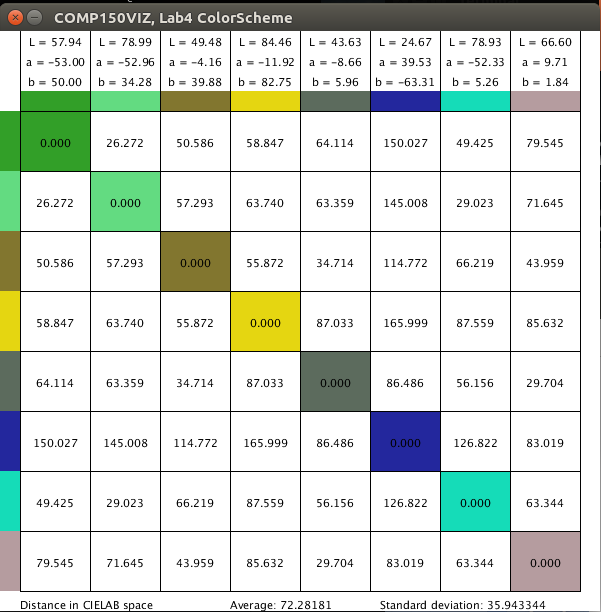 COMP150VIZ, Lab4 ColorScheme
L = 57.94 L = 78.99 L = 49.48 L = 84.46 L = 43.63 L = 24.67 L = 78.93 L = 66.60
a = -53.00 a = -52.96 a = -4.16 a = -11.92 a = -8.66 a = 39.53 a = -52.33 a = 9.71
b = 50.00 b = 34.28 b = 39.88 b = 82.75 b = 5.96 b = -63.31 b = 5.26 b = 1.84
0.000 26.272 50.586 58.847 64.114 150.027 49.425 79.545
26.272 0.000 57.293 63.740 63.359 145.008 29.023 71.645
50.586 57.293 0.000 55.872 34.714 114.772 66.219 43.959
58.847 63.740 55.872 0.000 87.033 165.999 87.559 85.632
64.114 63.359 34.714 87.033 0.000 86.486 56.156 29.704
150.027 145.008 114.772 165.999 86.486 0.000 126.822 83.019
49.425 29.023 66.219 87.559 56.156 126.822 0.000 63.344
79.545 71.645 43.959 85.632 29.704 83.019 63.344 0.000
Distance in CIELAB space Average: 72.28181 Standard deviation: 35.943344